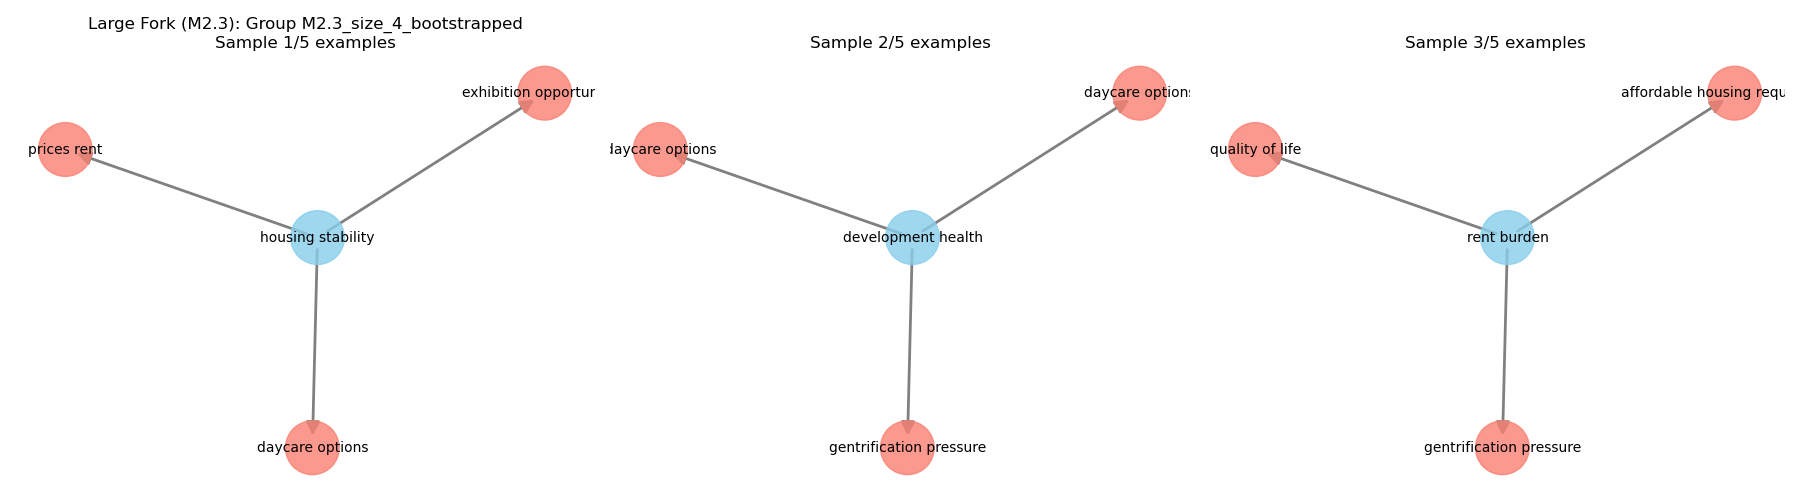 Large Fork (M2.3): Group M2.3_size_4_bootstrapped
Sample 1/5 examples
exhibition opportur
prices rent
housing stability
daycare options
Sample 2/5 examples
daycare options
daycare options
development health
gentrification pressure
Sample 3/5 examples
affordable housing requ
quality of life
rent burden
gentrification pressure